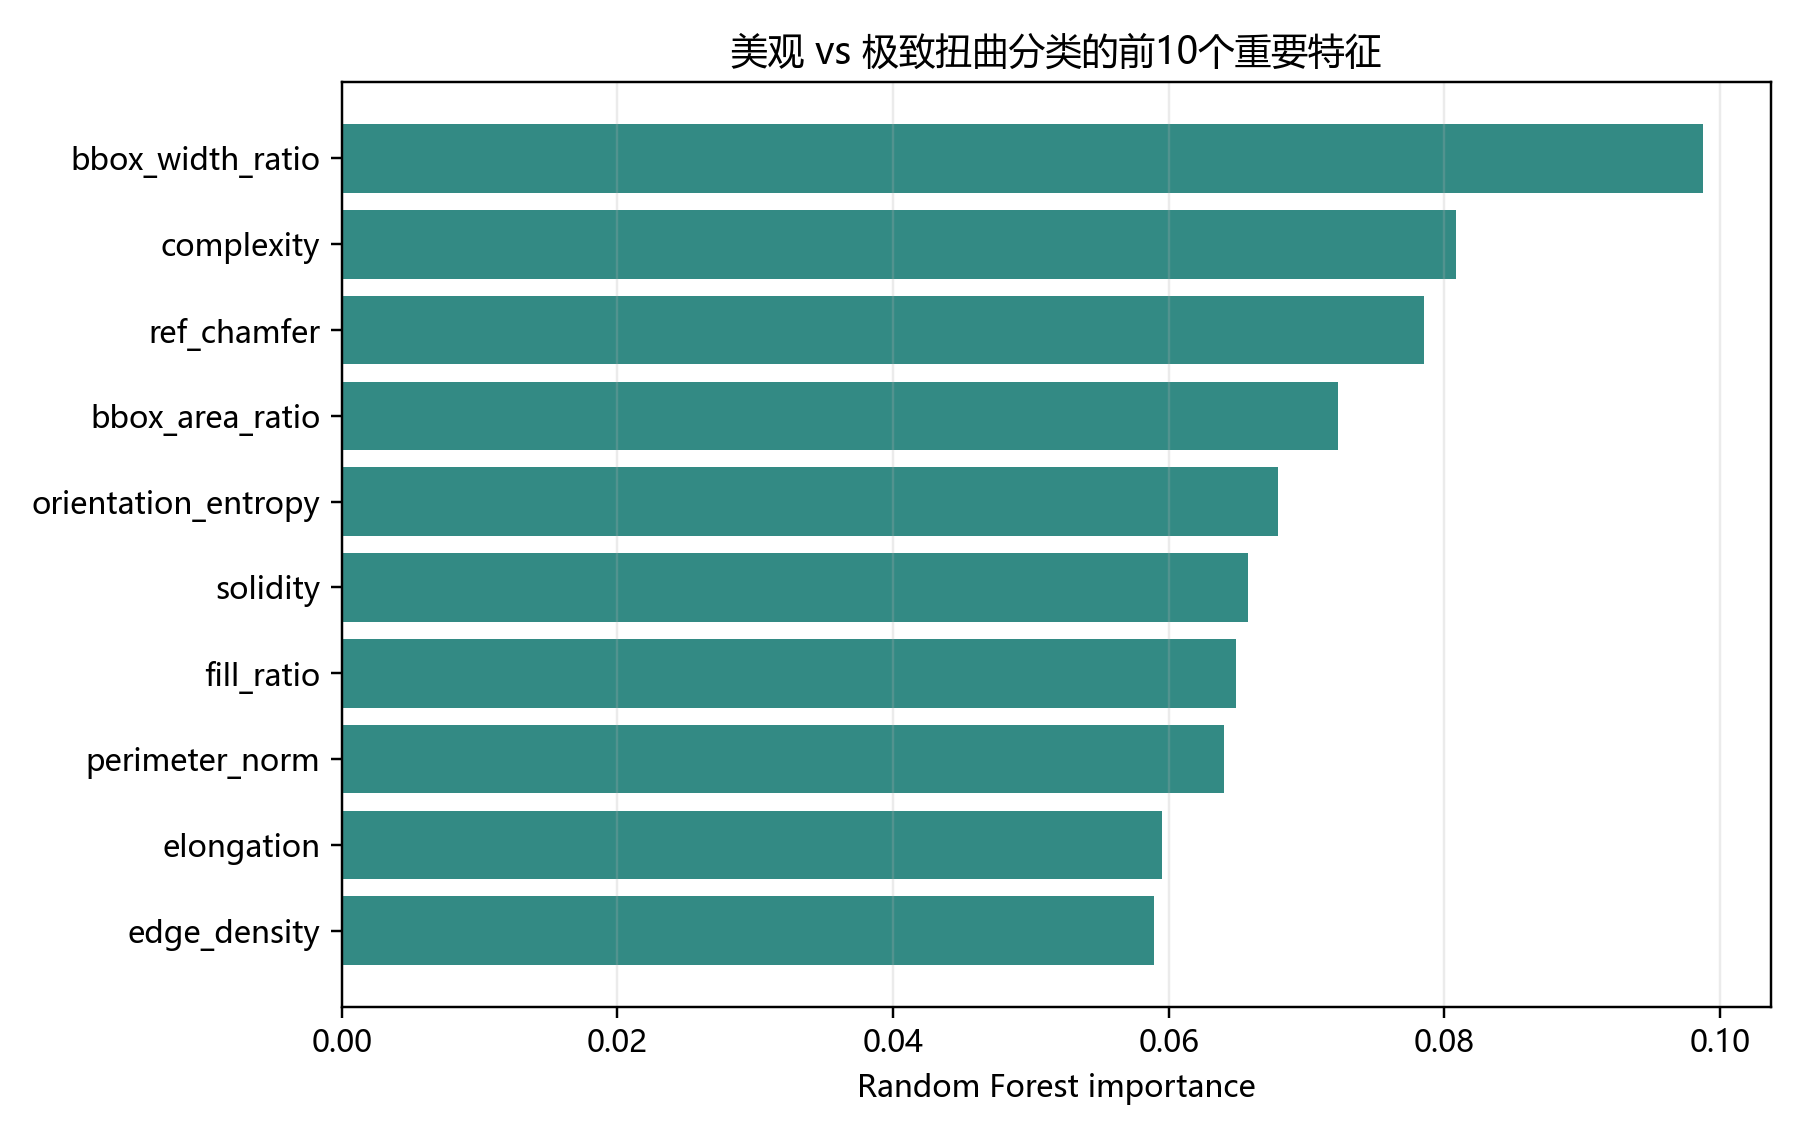 美观 vs 极致扭曲分类的前10个重要特征
bbox_width_ratio
complexity
ref_chamfer
bbox_area_ratio
orientation_entropy
solidity
fill_ratio
perimeter_norm
elongation
edge_density
0.00 0.02 0.04 0.06 0.08 0.10
Random Forest importance